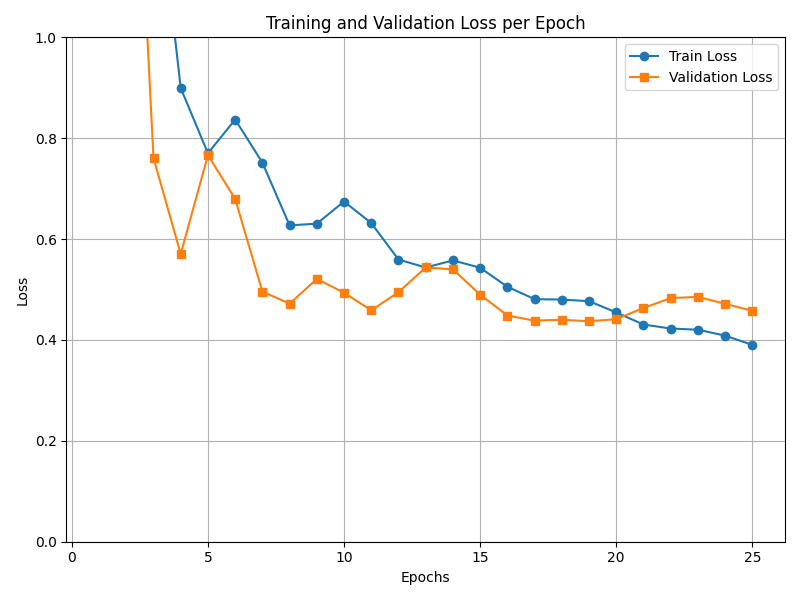 Training and Validation Loss per Epoch
Train Loss
Validation Loss
1.0
0.8
0.6
0.4
0.2
0.0
Loss
0 5 10 15 20 25
Epochs